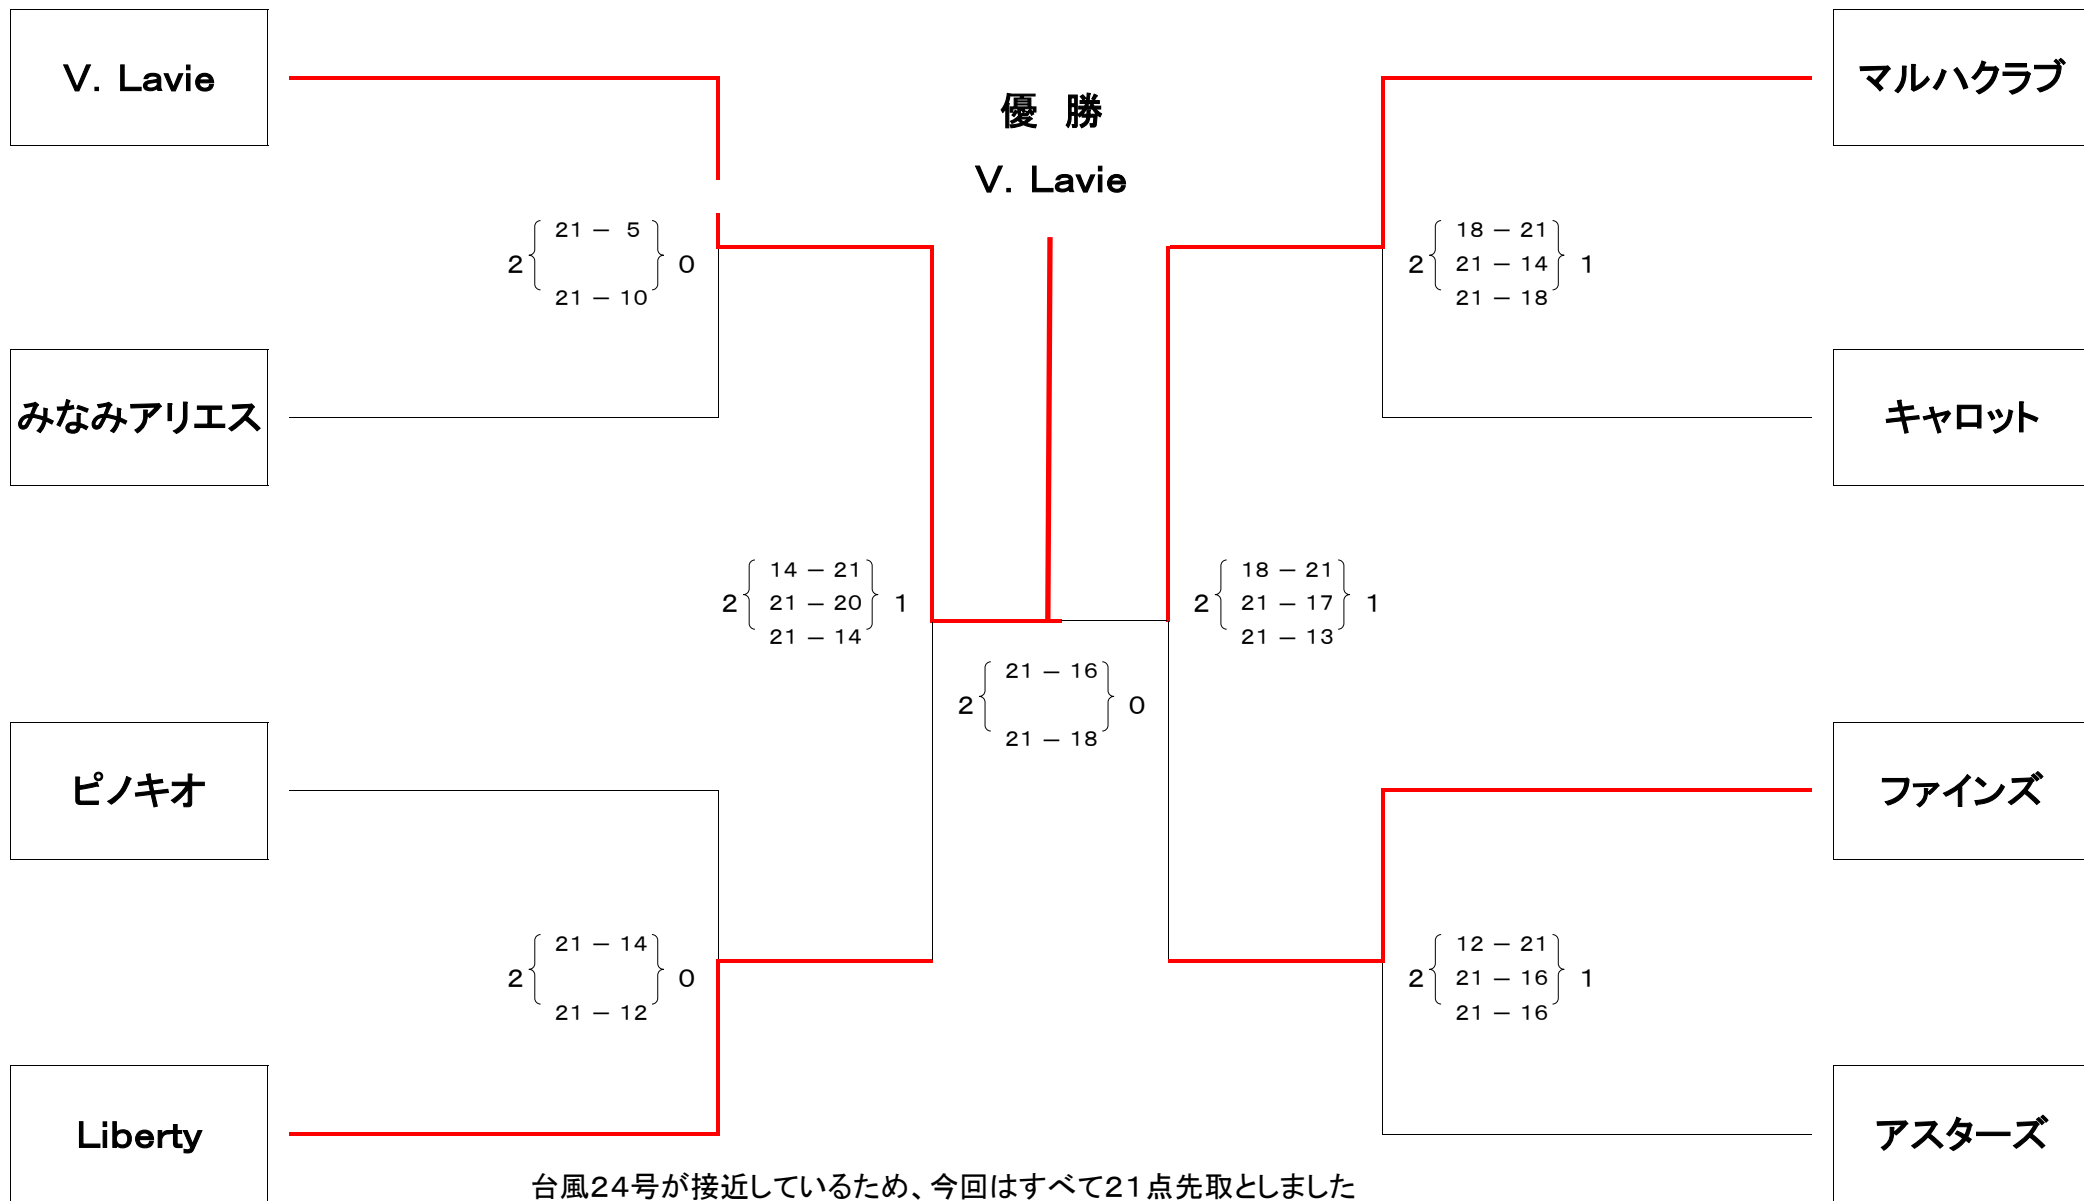 V. Lavie
マルハクラブ
優 勝
V. Lavie
21 − 5
2 0
21 − 10
18 − 21
2 21 − 14 1
21 − 18
みなみアリエス
キャロット
14 − 21
2 21 − 20 1
21 − 14
18 − 21
2 21 − 17 1
21 − 13
21 − 16
2 0
21 − 18
ピノキオ
ファインズ
21 − 14
2 0
21 − 12
12 − 21
2 21 − 16 1
21 − 16
Liberty
アスターズ
台風24号が接近しているため、今回はすべて21点先取としました